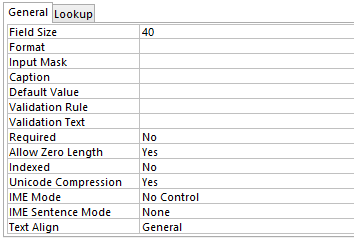 General Lookup
Field Size 40
Format
Input Mask
Caption
Default Value
Validation Rule
Validation Text
Required No
Allow Zero Length Yes
Indexed No
Unicode Compression Yes
IME Mode No Control
IME Sentence Mode None
Text Align General